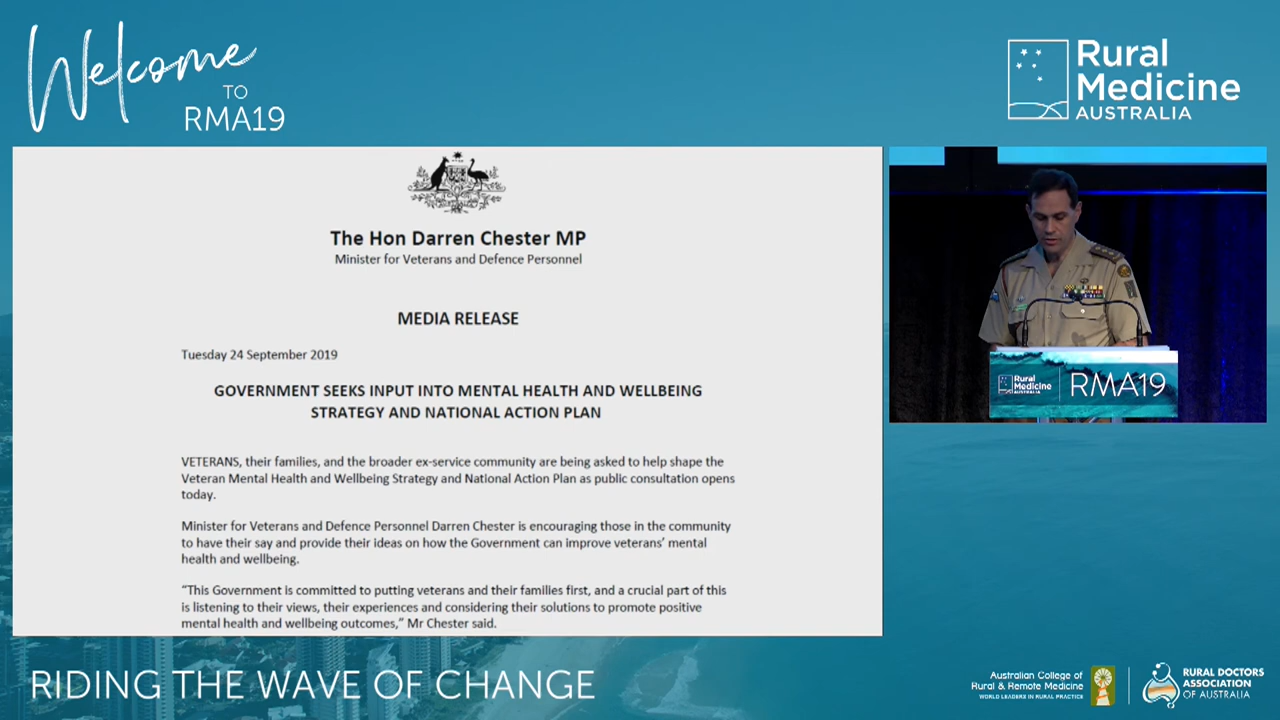 Welcome
TO
RMA19
Rural
Medicine
AUSTRALIA
The Hon Darren Chester MP
Minister for Veterans and Defence Personnel
MEDIA RELEASE
Tuesday 24 September 2019
GOVERNMENT SEEKS INPUT INTO MENTAL HEALTH AND WELLBEING
STRATEGY AND NATIONAL ACTION PLAN
VETERANS, their families, and the broader ex-service community are being asked to help shape the
Veteran Mental Health and Wellbeing Strategy and National Action Plan as public consultation opens
today.
Minister for Veterans and Defence Personnel Darren Chester is encouraging those in the community
to have their say and provide their ideas on how the Government can improve veterans' mental
health and wellbeing.
"This Government is committed to putting veterans and their families first, and a crucial part of this
is listening to their views, their experiences and considering their solutions to promote positive
mental health and wellbeing outcomes," Mr Chester said.
Rural
Medicine
AUSTRALIA
RMA19
RIDING THE WAVE OF CHANGE
Australian College of
Rural & Remote Medicine
WORLD LEADERS IN RURAL PRACTICE
RURAL DOCTORS
ASSOCIATION
OF AUSTRALIA